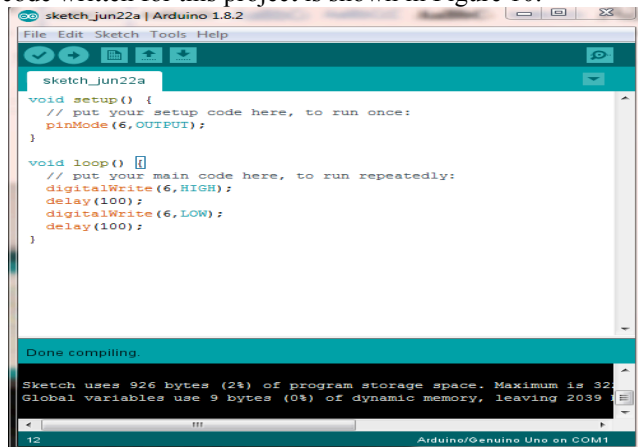 code written for this project is shown in Figure 10.
sketch_jun22a | Arduino 1.8.2
File Edit Sketch Tools Help
sketch_jun22a
void setup() {
// put your setup code here, to run once:
pinMode(6,OUTPUT);
}
void loop() {
// put your main code here, to run repeatedly:
digitalWrite(6,HIGH);
delay(100);
digitalWrite(6,LOW);
delay(100);
}
Done compiling.
Sketch uses 926 bytes (2%) of program storage space. Maximum is 32
Global variables use 9 bytes (0%) of dynamic memory, leaving 2039
12
Arduino/Genuino Uno on COM1